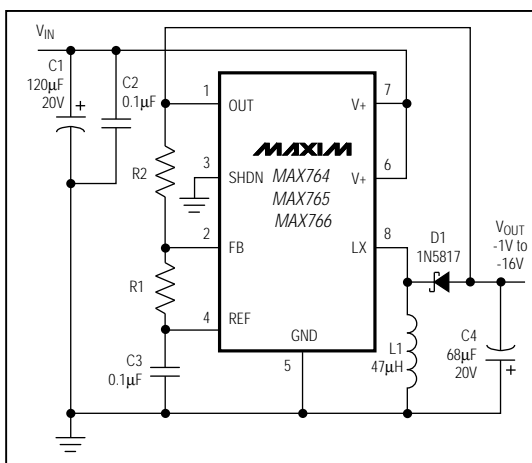 VIN
C1
120µF
20V
+
C2
0.1µF
1
OUT
V+
7
R2
3
SHDN
MAXIM
MAX764
MAX765
MAX766
V+
6
2
FB
LX
8
D1
1N5817
VOUT
-1V to
-16V
R1
4
REF
GND
5
C3
0.1µF
L1
47µH
C4
68µF
20V
+